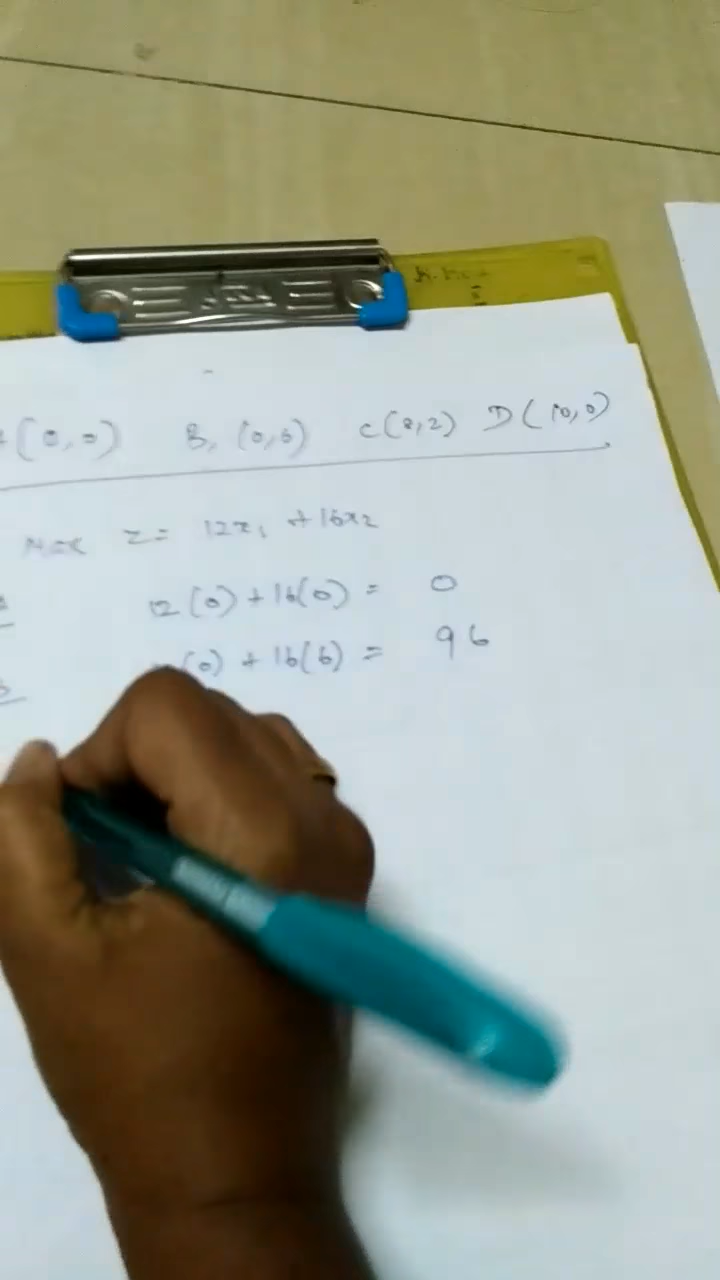 (0,0) B, (0,6) C(8,2) D(10,0)
Max Z = 12x₁ + 16x₂
12(0) + 16(0) = 0
(0) + 16(6) = 96